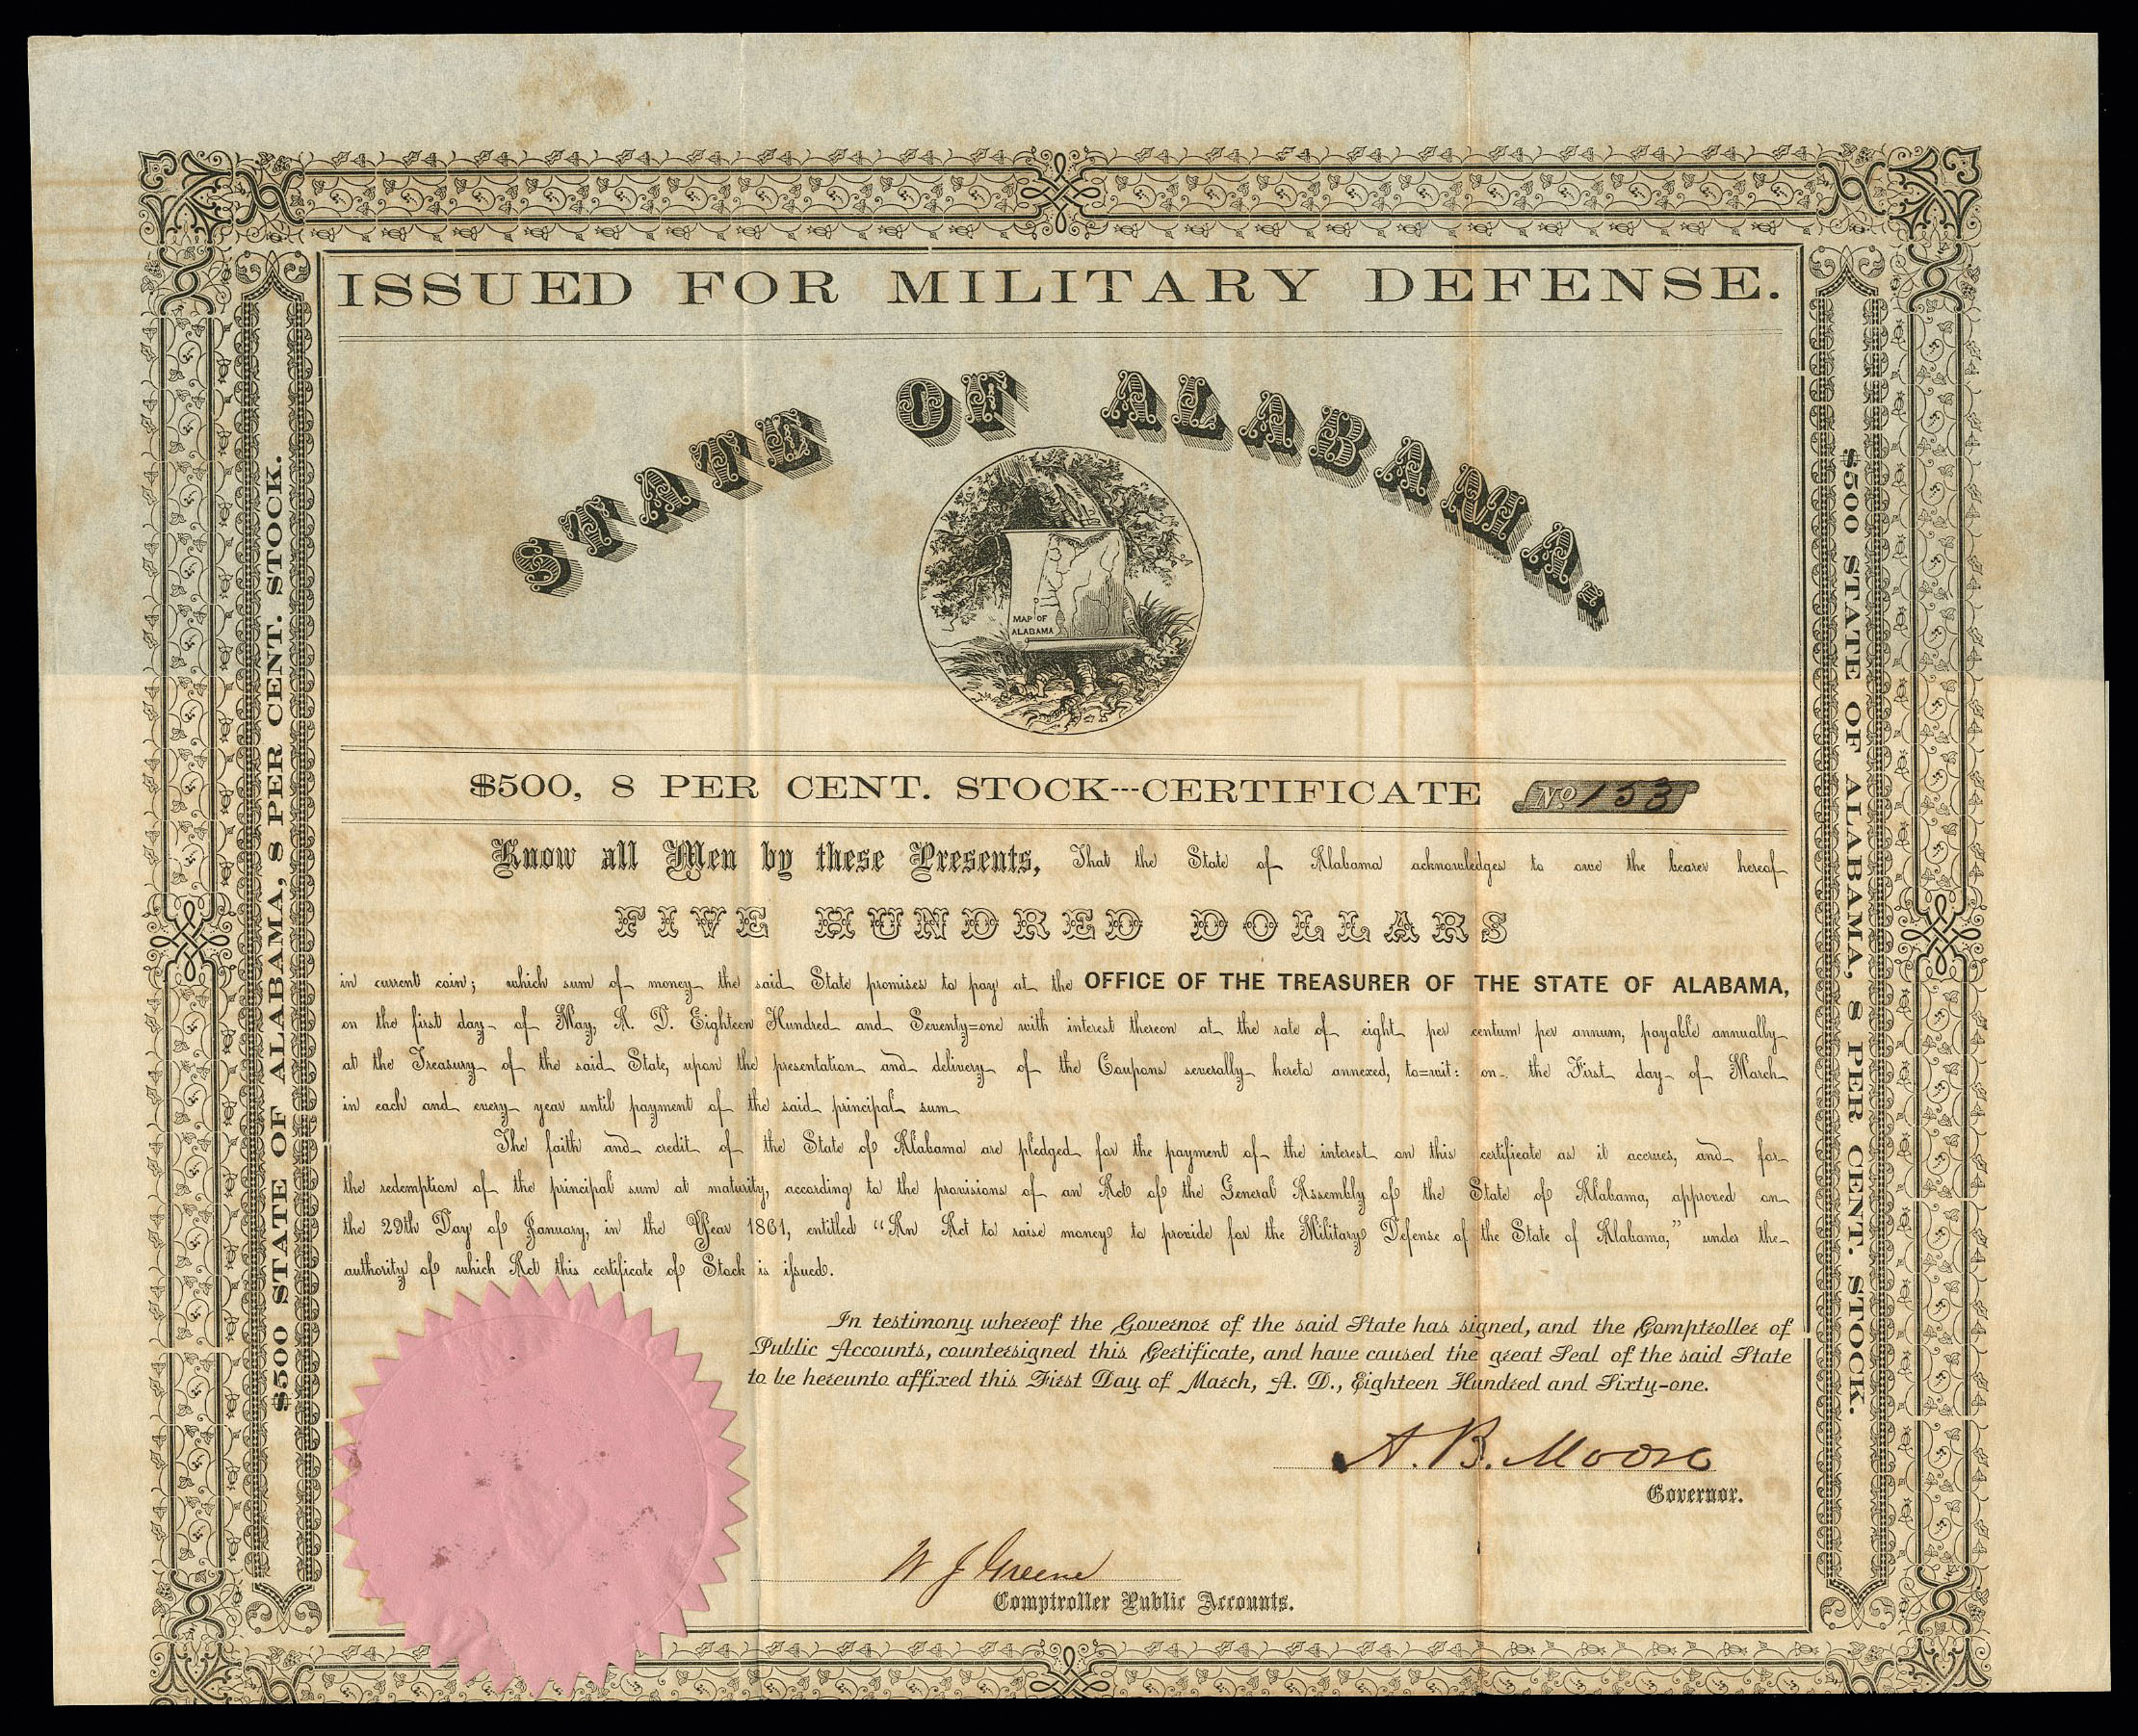 ISSUED FOR MILITARY DEFENSE.
STATE OF ALABAMA.
MAP OF
ALABAMA
$500, 8 PER CENT. STOCK---CERTIFICATE No 153
Know all Men by these Presents, That the State of Alabama acknowledges to owe the bearer hereof
FIVE HUNDRED DOLLARS
in current coin; which sum of money the said State promises to pay at the OFFICE OF THE TREASURER OF THE STATE OF ALABAMA,
on the first day of May, A. D. Eighteen Hundred and Seventy=one with interest thereon at the rate of eight per centum per annum, payable annually
at the Treasury of the said State, upon the presentation and delivery of the Coupons severally hereto annexed, to=wit: on the First day of March
in each and every year until payment of the said principal sum
The faith and credit of the State of Alabama are pledged for the payment of the interest on this certificate as it accrues, and for
the redemption of the principal sum at maturity, according to the provisions of an Act of the General Assembly of the State of Alabama, approved on
the 29th Day of January, in the Year 1861, entitled “An Act to raise money to provide for the Military Defense of the State of Alabama,” under the
authority of which Act this certificate of Stock is issued.
In testimony whereof the Governor of the said State has signed, and the Comptroller of
Public Accounts, countersigned this Certificate, and have caused the great Seal of the said State
to be hereunto affixed this First Day of March, A. D., Eighteen Hundred and Sixty-one.
A. B. Moore
Governor.
W J Greene
Comptroller Public Accounts.
$500 STATE OF ALABAMA, 8 PER CENT. STOCK.
$500 STATE OF ALABAMA, 8 PER CENT. STOCK.